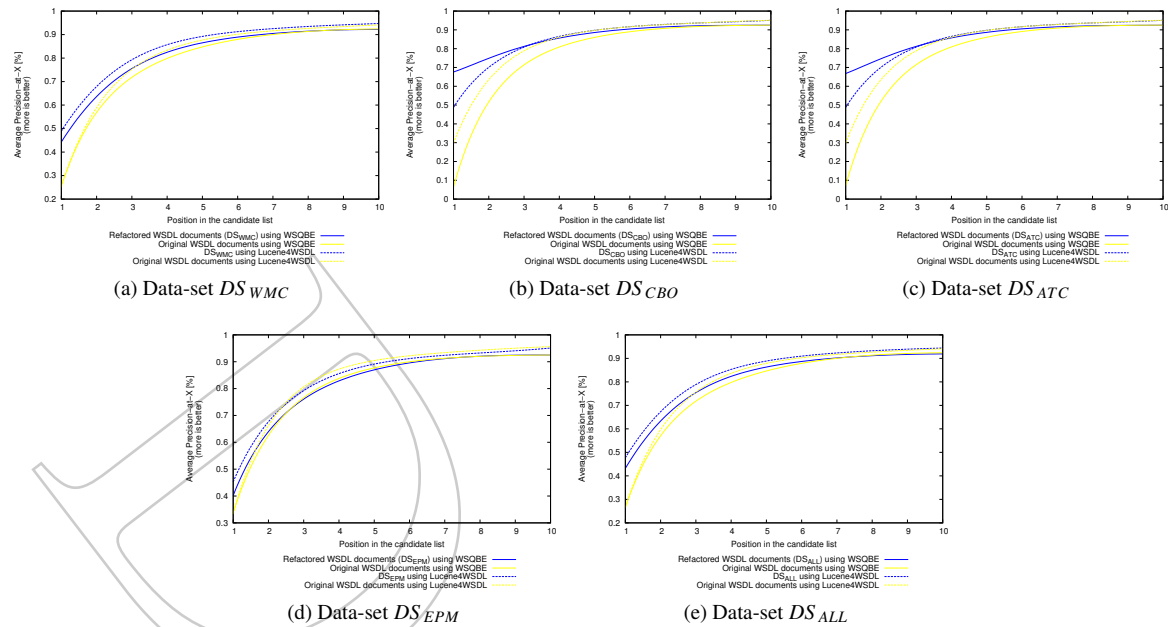 Average Precision-at-X [%]
(more is better)
1
0.9
0.8
0.7
0.6
0.5
0.4
0.3
0.2
1 2 3 4 5 6 7 8 9 10
Position in the candidate list
Refactored WSDL documents (DS_WMC) using WSQBE
Original WSDL documents using WSQBE
DS_WMC using Lucene4WSDL
Original WSDL documents using Lucene4WSDL
(a) Data-set DS_WMC
Average Precision-at-X [%]
(more is better)
1
0.9
0.8
0.7
0.6
0.5
0.4
0.3
0.2
0.1
0
1 2 3 4 5 6 7 8 9 10
Position in the candidate list
Refactored WSDL documents (DS_CBO) using WSQBE
Original WSDL documents using WSQBE
DS_CBO using Lucene4WSDL
Original WSDL documents using Lucene4WSDL
(b) Data-set DS_CBO
Average Precision-at-X [%]
(more is better)
1
0.9
0.8
0.7
0.6
0.5
0.4
0.3
0.2
0.1
0
1 2 3 4 5 6 7 8 9 10
Position in the candidate list
Refactored WSDL documents (DS_ATC) using WSQBE
Original WSDL documents using WSQBE
DS_ATC using Lucene4WSDL
Original WSDL documents using Lucene4WSDL
(c) Data-set DS_ATC
Average Precision-at-X [%]
(more is better)
1
0.9
0.8
0.7
0.6
0.5
0.4
0.3
1 2 3 4 5 6 7 8 9 10
Position in the candidate list
Refactored WSDL documents (DS_EPM) using WSQBE
Original WSDL documents using WSQBE
DS_EPM using Lucene4WSDL
Original WSDL documents using Lucene4WSDL
(d) Data-set DS_EPM
Average Precision-at-X [%]
(more is better)
1
0.9
0.8
0.7
0.6
0.5
0.4
0.3
0.2
1 2 3 4 5 6 7 8 9 10
Position in the candidate list
Refactored WSDL documents (DS_ALL) using WSQBE
Original WSDL documents using WSQBE
DS_ALL using Lucene4WSDL
Original WSDL documents using Lucene4WSDL
(e) Data-set DS_ALL